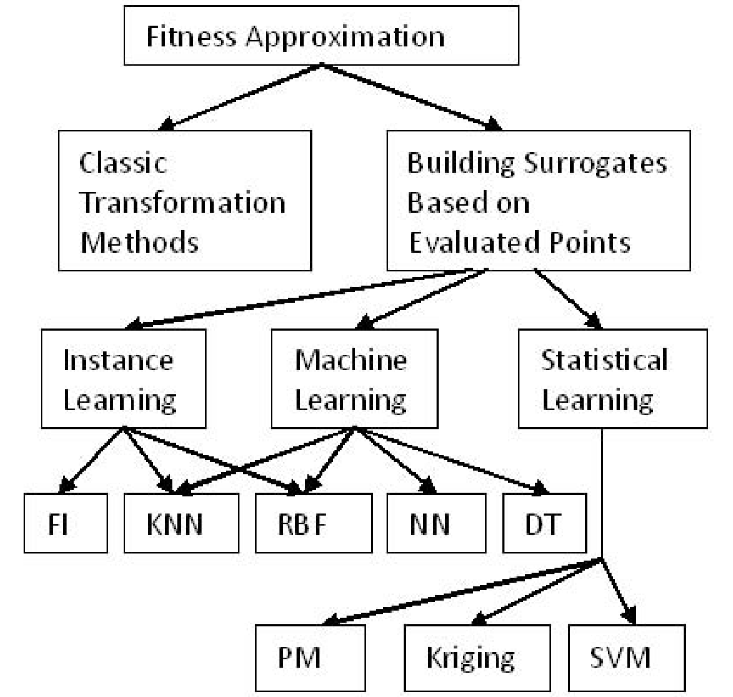 Fitness Approximation
Classic
Transformation
Methods
Building Surrogates
Based on
Evaluated Points
Instance
Learning
Machine
Learning
Statistical
Learning
FI
KNN
RBF
NN
DT
PM
Kriging
SVM